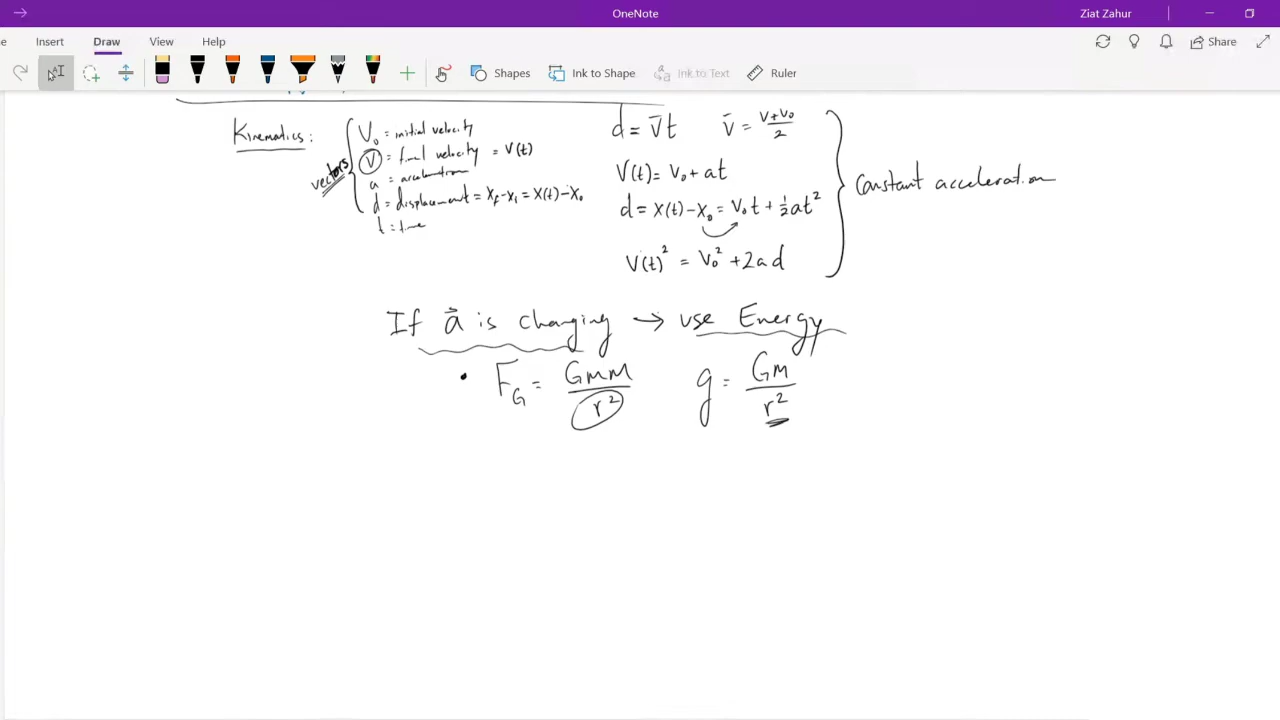 OneNote
Ziat Zahur
Insert Draw View Help
Share
Shapes Ink to Shape Ink to Text Ruler
Kinematics:
vectors
V₀ = initial velocity
V = final velocity = V(t)
a = acceleration
d = displacement = X_f - X_i = X(t) - X₀
t = time
d = V̄t V̄ = (V+V₀)/2
V(t) = V₀ + at
d = X(t) - X₀ = V₀t + ½at²
V(t)² = V₀² + 2ad
Constant acceleration
If a⃗ is changing → use Energy
• F_G = GmM/r² g = GM/r²